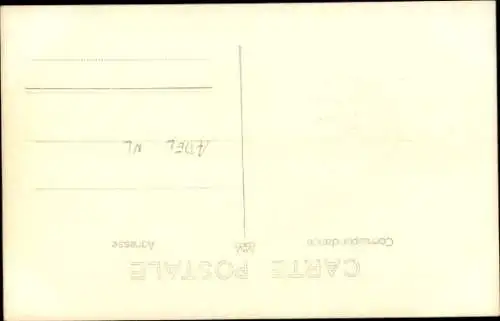 CARTE POSTALE
Correspondance
Adresse
ADEL NL